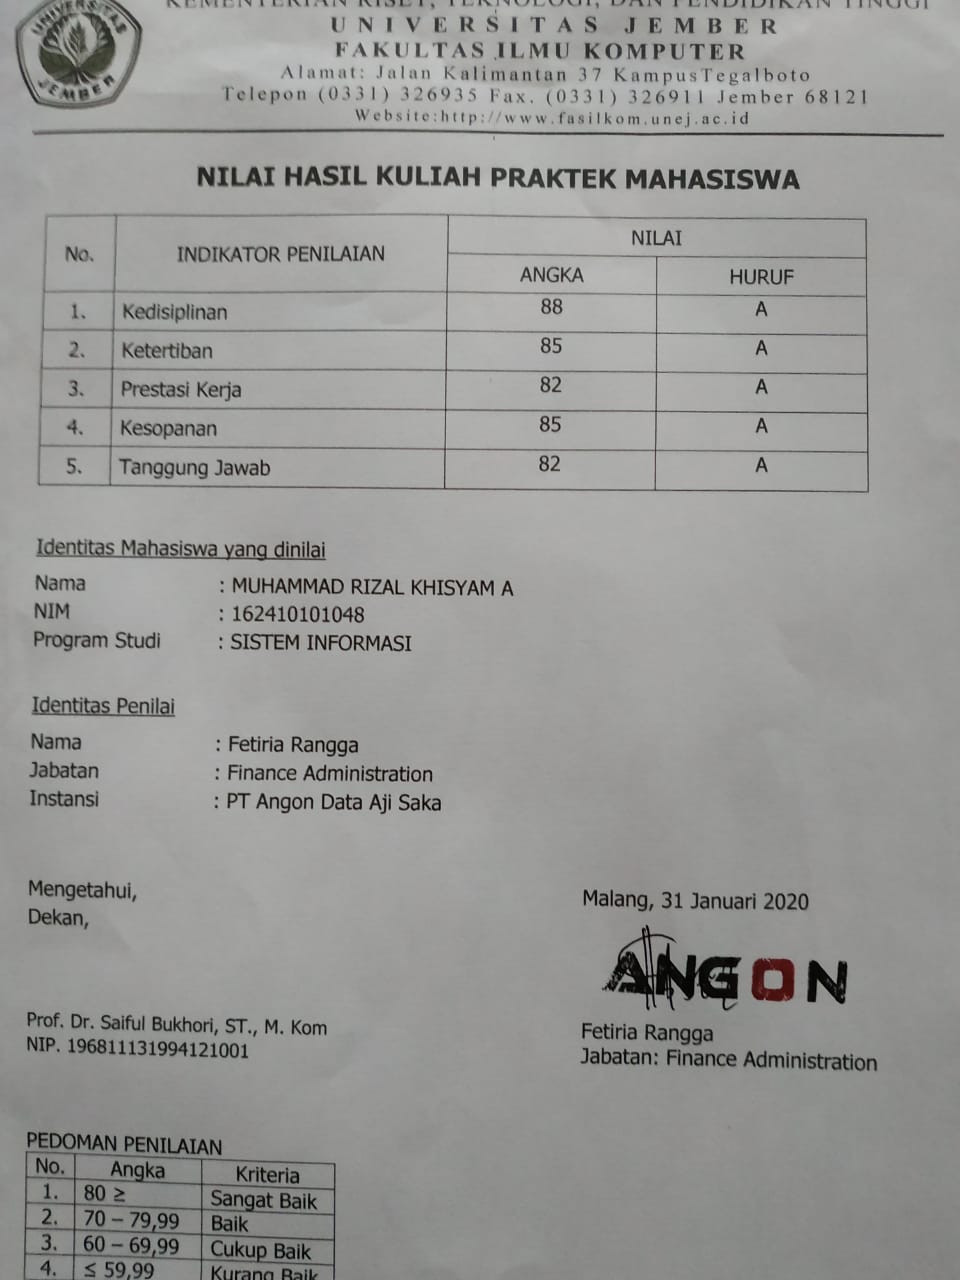 KEMENTERIAN RISET, TEKNOLOGI, DAN PENDIDIKAN TINGGI
UNIVERSITAS JEMBER
FAKULTAS ILMU KOMPUTER
Alamat: Jalan Kalimantan 37 KampusTegalboto
Telepon (0331) 326935 Fax. (0331) 326911 Jember 68121
Website:http://www.fasilkom.unej.ac.id
UNIVERSITAS
JEMBER
NILAI HASIL KULIAH PRAKTEK MAHASISWA
No. INDIKATOR PENILAIAN NILAI
ANGKA HURUF
1. Kedisiplinan 88 A
2. Ketertiban 85 A
3. Prestasi Kerja 82 A
4. Kesopanan 85 A
5. Tanggung Jawab 82 A
Identitas Mahasiswa yang dinilai
Nama : MUHAMMAD RIZAL KHISYAM A
NIM : 162410101048
Program Studi : SISTEM INFORMASI
Identitas Penilai
Nama : Fetiria Rangga
Jabatan : Finance Administration
Instansi : PT Angon Data Aji Saka
Mengetahui,
Dekan,
Prof. Dr. Saiful Bukhori, ST., M. Kom
NIP. 196811131994121001
Malang, 31 Januari 2020
ANGON
Fetiria Rangga
Jabatan: Finance Administration
PEDOMAN PENILAIAN
No. Angka Kriteria
1. 80 ≥ Sangat Baik
2. 70 – 79,99 Baik
3. 60 – 69,99 Cukup Baik
4. ≤ 59,99 Kurang Baik